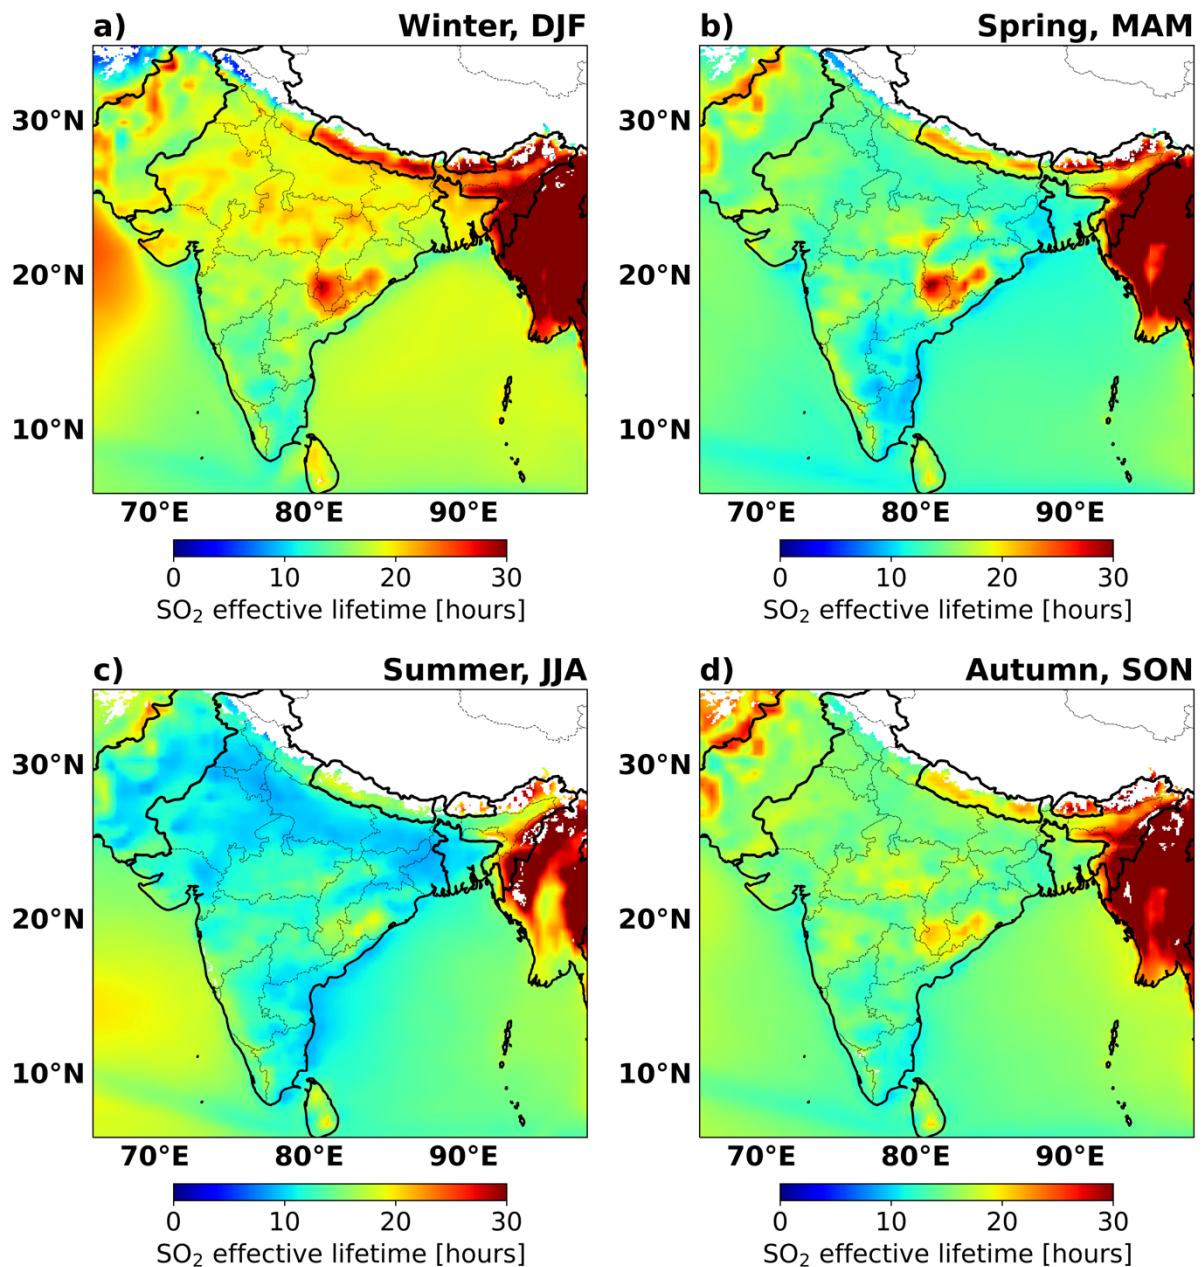 a) Winter, DJF
b) Spring, MAM
30°N
20°N
10°N
70°E 80°E 90°E
0 10 20 30
SO₂ effective lifetime [hours]
30°N
20°N
10°N
70°E 80°E 90°E
0 10 20 30
SO₂ effective lifetime [hours]
c) Summer, JJA
d) Autumn, SON
30°N
20°N
10°N
70°E 80°E 90°E
0 10 20 30
SO₂ effective lifetime [hours]
30°N
20°N
10°N
70°E 80°E 90°E
0 10 20 30
SO₂ effective lifetime [hours]